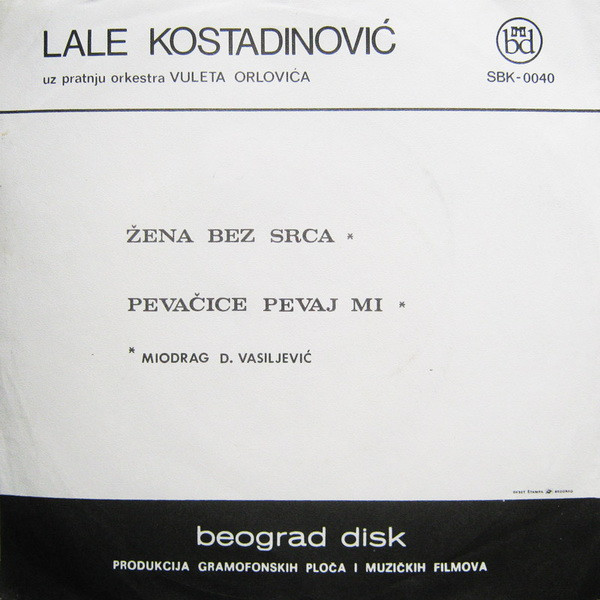 LALE KOSTADINOVIĆ
bd
uz pratnju orkestra VULETA ORLOVIĆA
SBK-0040
ŽENA BEZ SRCA *
PEVAČICE PEVAJ MI *
* MIODRAG D. VASILJEVIĆ
beograd disk
PRODUKCIJA GRAMOFONSKIH PLOČA I MUZIČKIH FILMOVA